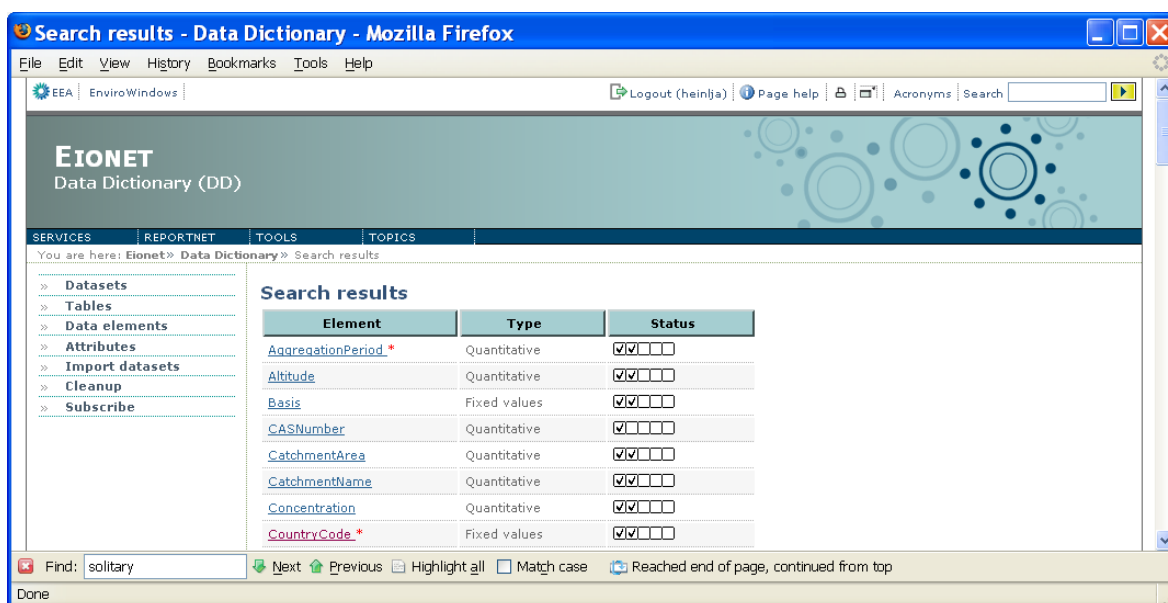 Search results - Data Dictionary - Mozilla Firefox
File Edit View History Bookmarks Tools Help
EEA EnviroWindows Logout (heinlja) Page help Acronyms Search
EIONET
Data Dictionary (DD)
SERVICES REPORTNET TOOLS TOPICS
You are here: Eionet» Data Dictionary» Search results
» Datasets
» Tables
» Data elements
» Attributes
» Import datasets
» Cleanup
» Subscribe
Search results
Element Type Status
AggregationPeriod * Quantitative
Altitude Quantitative
Basis Fixed values
CASNumber Quantitative
CatchmentArea Quantitative
CatchmentName Quantitative
Concentration Quantitative
CountryCode * Fixed values
Find: solitary Next Previous Highlight all Match case Reached end of page, continued from top
Done